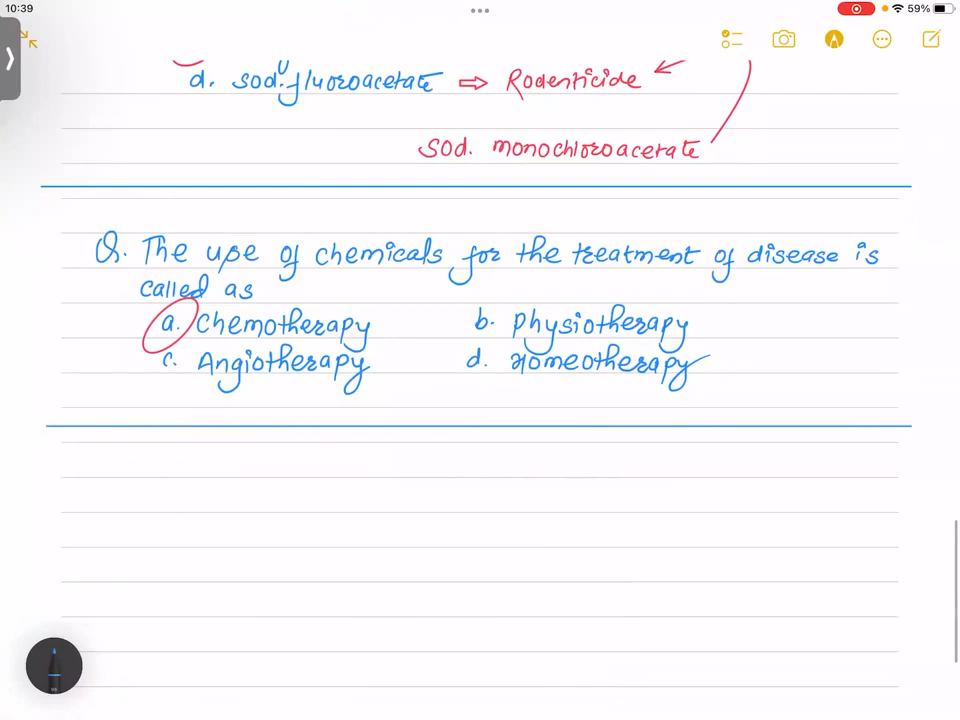 10:39
59%
d. sod. fluoroacetate ⇒ Rodenticide
sod. monochloroacetate
Q. The use of chemicals for the treatment of disease is
called as
a. Chemotherapy b. Physiotherapy
c. Angiotherapy d. Homeotherapy